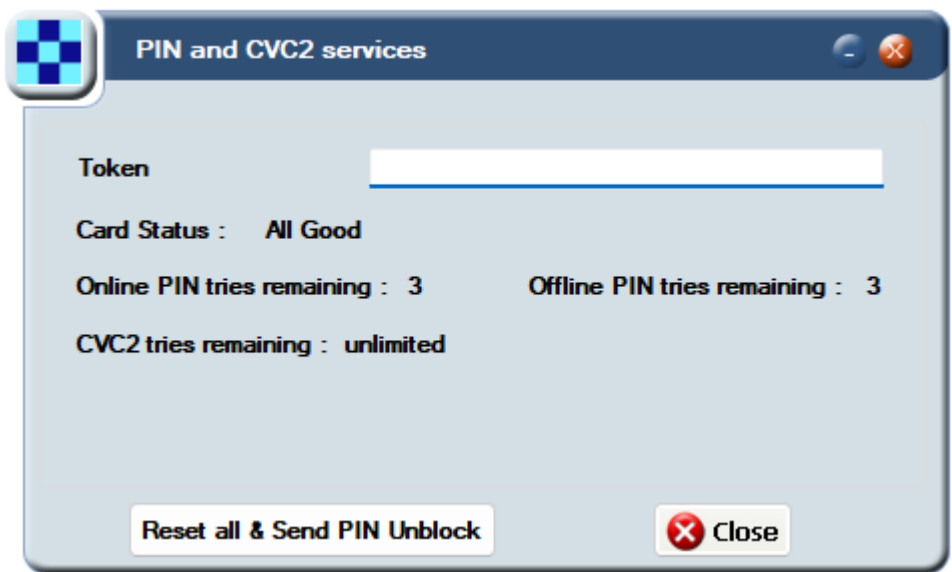 PIN and CVC2 services
Token
Card Status : All Good
Online PIN tries remaining : 3 Offline PIN tries remaining : 3
CVC2 tries remaining : unlimited
Reset all & Send PIN Unblock Close